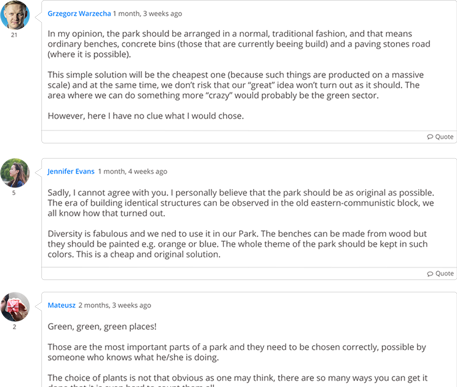 Grzegorz Warzecha 1 month, 3 weeks ago
21
In my opinion, the park should be arranged in a normal, traditional fashion, and that means
ordinary benches, concrete bins (those that are currently beeing build) and a paving stones road
(where it is possible).
This simple solution will be the cheapest one (because such things are producted on a massive
scale) and at the same time, we don't risk that our “great” idea won't turn out as it should. The
area where we can do something more “crazy” would probably be the green sector.
However, here I have no clue what I would chose.
Quote
Jennifer Evans 1 month, 4 weeks ago
5
Sadly, I cannot agree with you. I personally believe that the park should be as original as possible.
The era of building identical structures can be observed in the old eastern-communistic block, we
all know how that turned out.
Diversity is fabulous and we ned to use it in our Park. The benches can be made from wood but
they should be painted e.g. orange or blue. The whole theme of the park should be kept in such
colors. This is a cheap and original solution.
Quote
Mateusz 2 months, 3 weeks ago
2
Green, green, green places!
Those are the most important parts of a park and they need to be chosen correctly, possible by
someone who knows what he/she is doing.
The choice of plants is not that obvious as one may think, there are so many ways you can get it